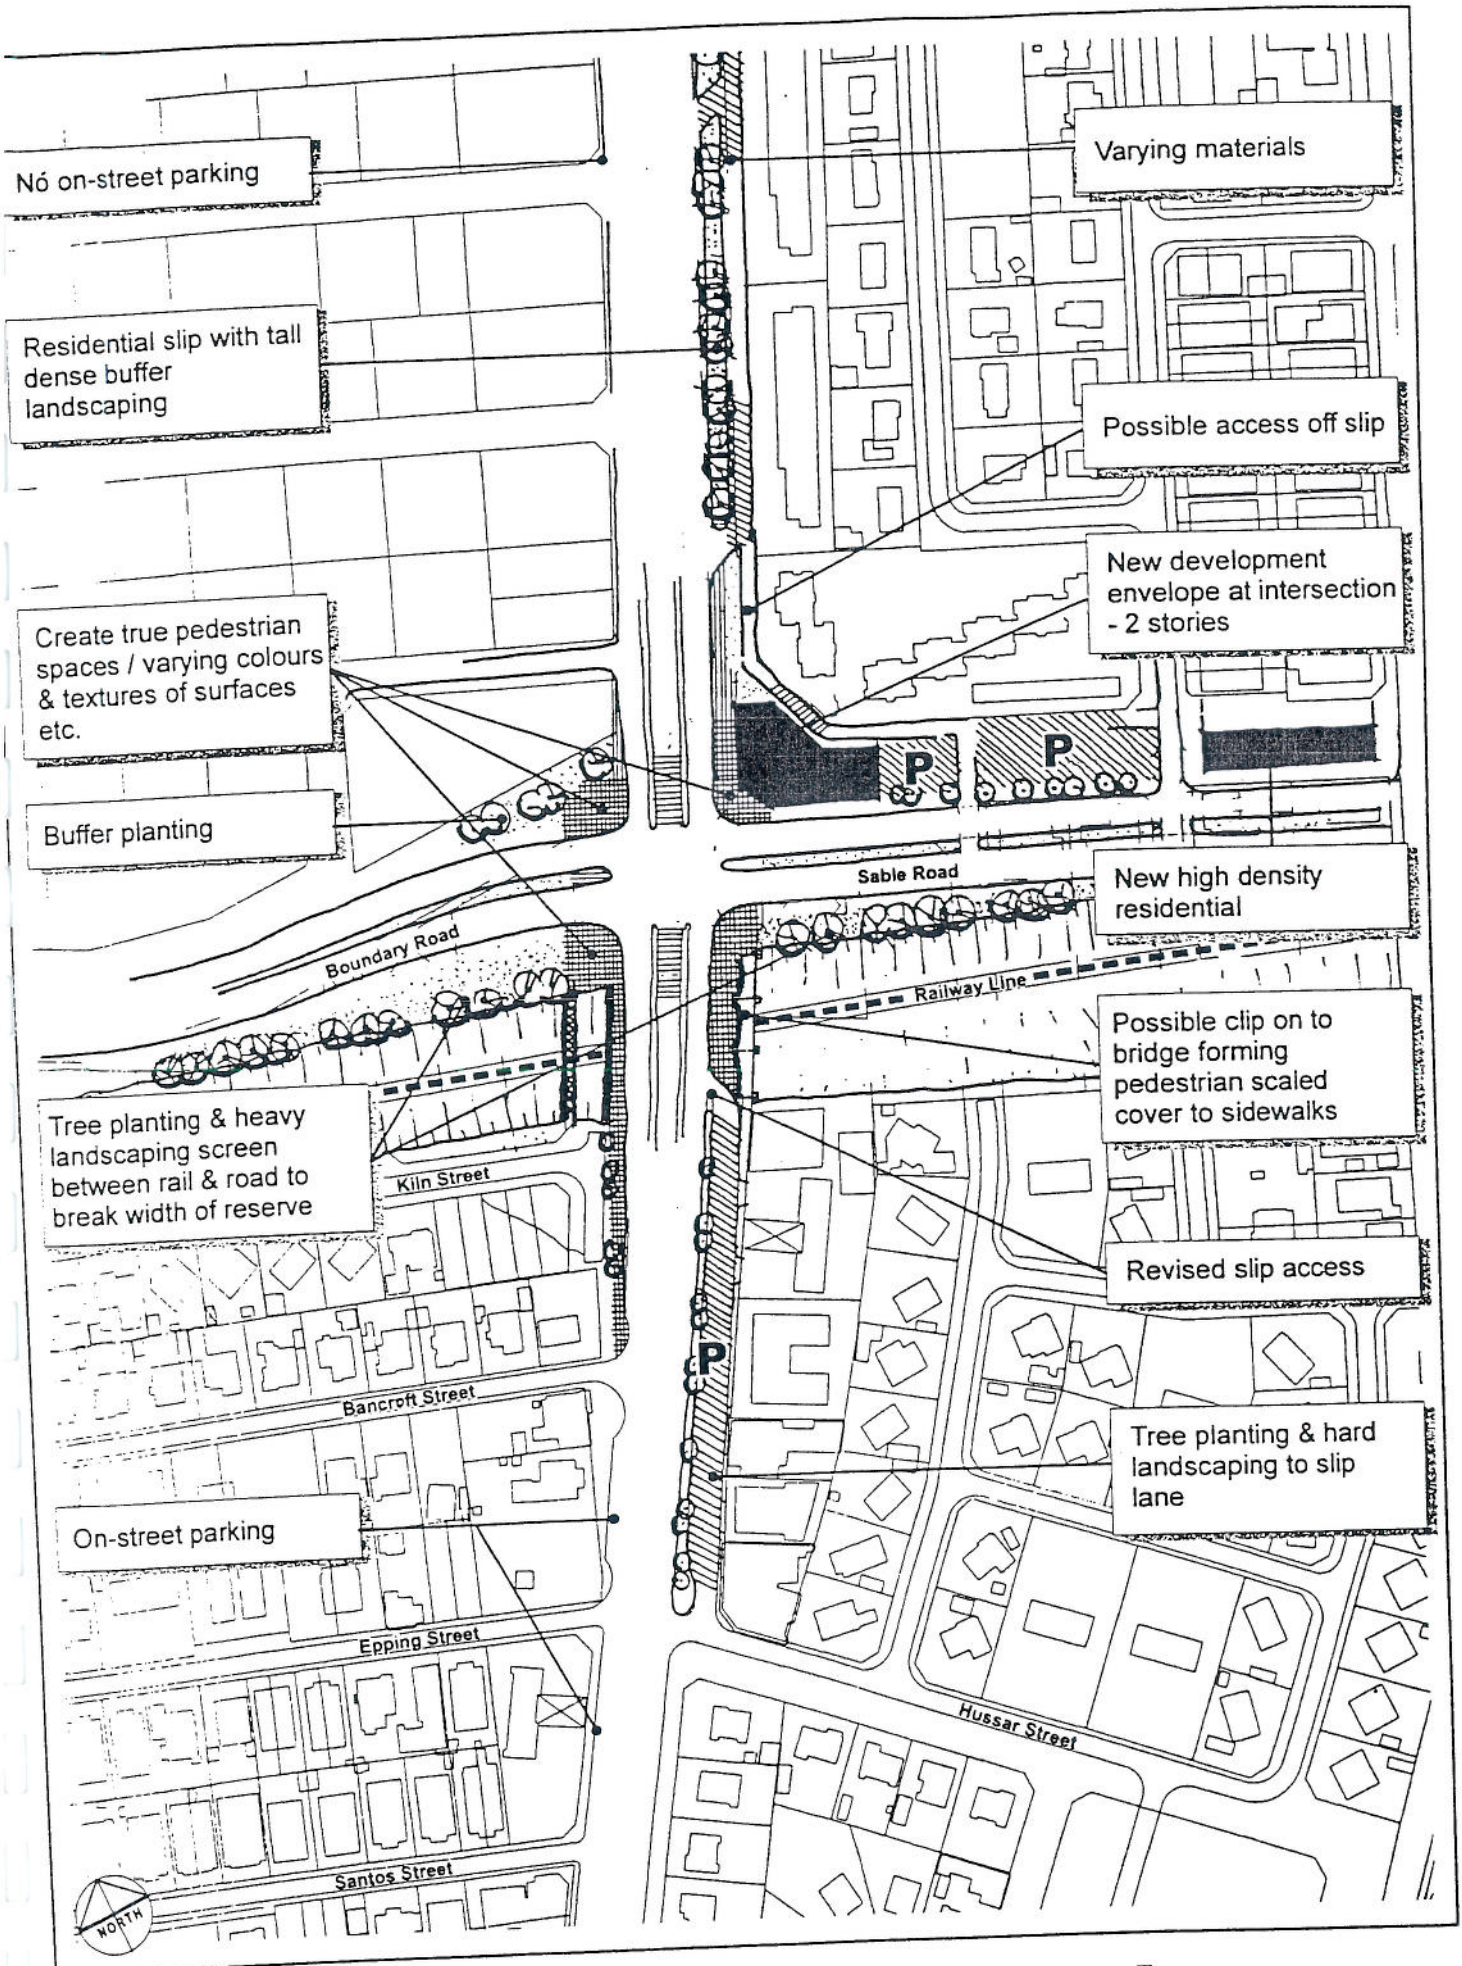 Nó on-street parking
Varying materials
Residential slip with tall
dense buffer
landscaping
Possible access off slip
New development
envelope at intersection
- 2 stories
Create true pedestrian
spaces / varying colours
& textures of surfaces
etc.
P
P
Buffer planting
Sable Road
New high density
residential
Boundary Road
Railway Line
Possible clip on to
bridge forming
pedestrian scaled
cover to sidewalks
Tree planting & heavy
landscaping screen
between rail & road to
break width of reserve
Kiln Street
Revised slip access
P
Bancroft Street
Tree planting & hard
landscaping to slip
lane
On-street parking
Epping Street
Hussar Street
Santos Street
NORTH